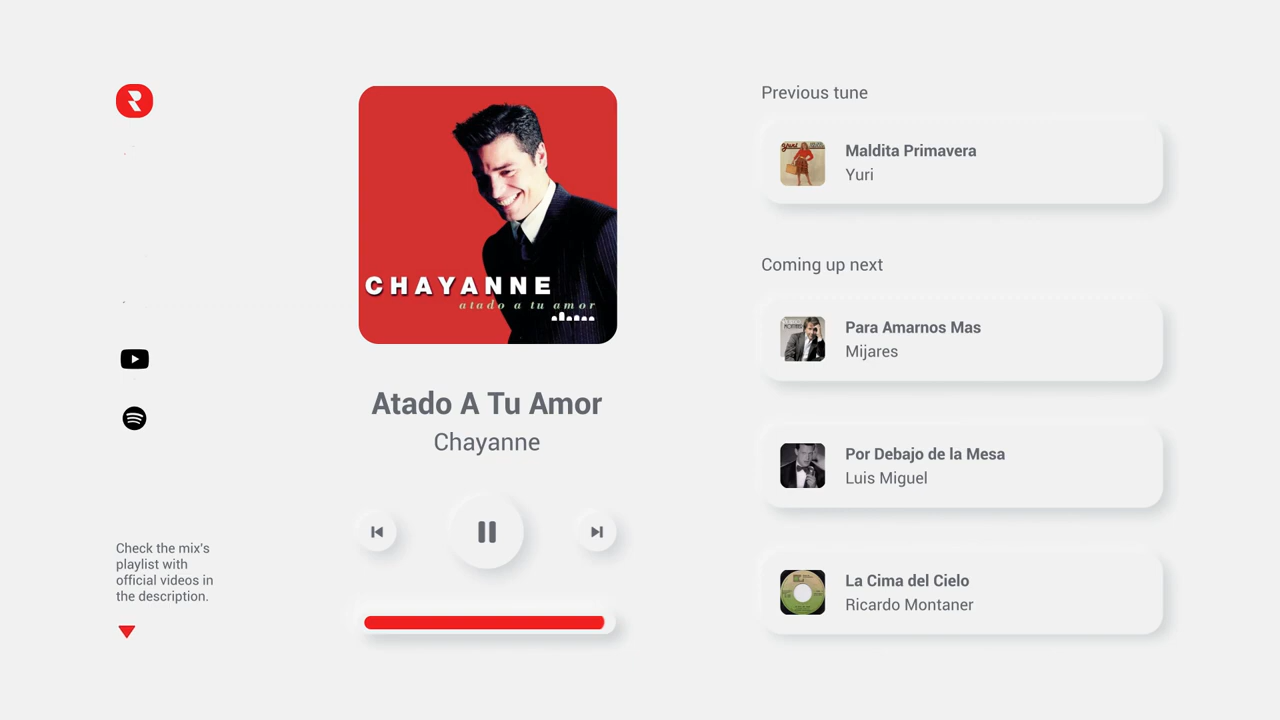 CHAYANNE
atado a tu amor
Atado A Tu Amor
Chayanne
Check the mix's
playlist with
official videos in
the description.
Previous tune
Maldita Primavera
Yuri
Coming up next
Para Amarnos Mas
Mijares
Por Debajo de la Mesa
Luis Miguel
La Cima del Cielo
Ricardo Montaner